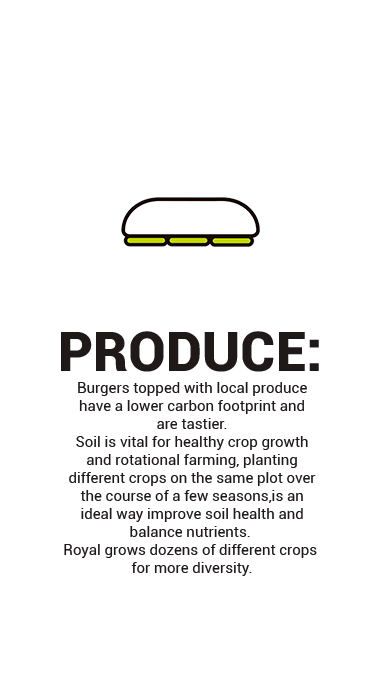 PRODUCE:
Burgers topped with local produce
have a lower carbon footprint and
are tastier.
Soil is vital for healthy crop growth
and rotational farming, planting
different crops on the same plot over
the course of a few seasons,is an
ideal way improve soil health and
balance nutrients.
Royal grows dozens of different crops
for more diversity.